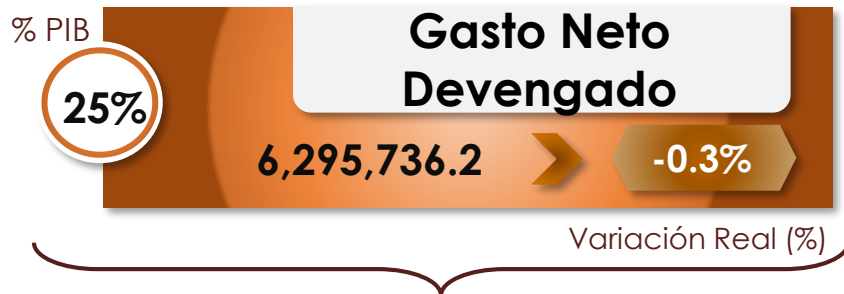 % PIB
25%
Gasto Neto
Devengado
6,295,736.2
-0.3%
Variación Real (%)